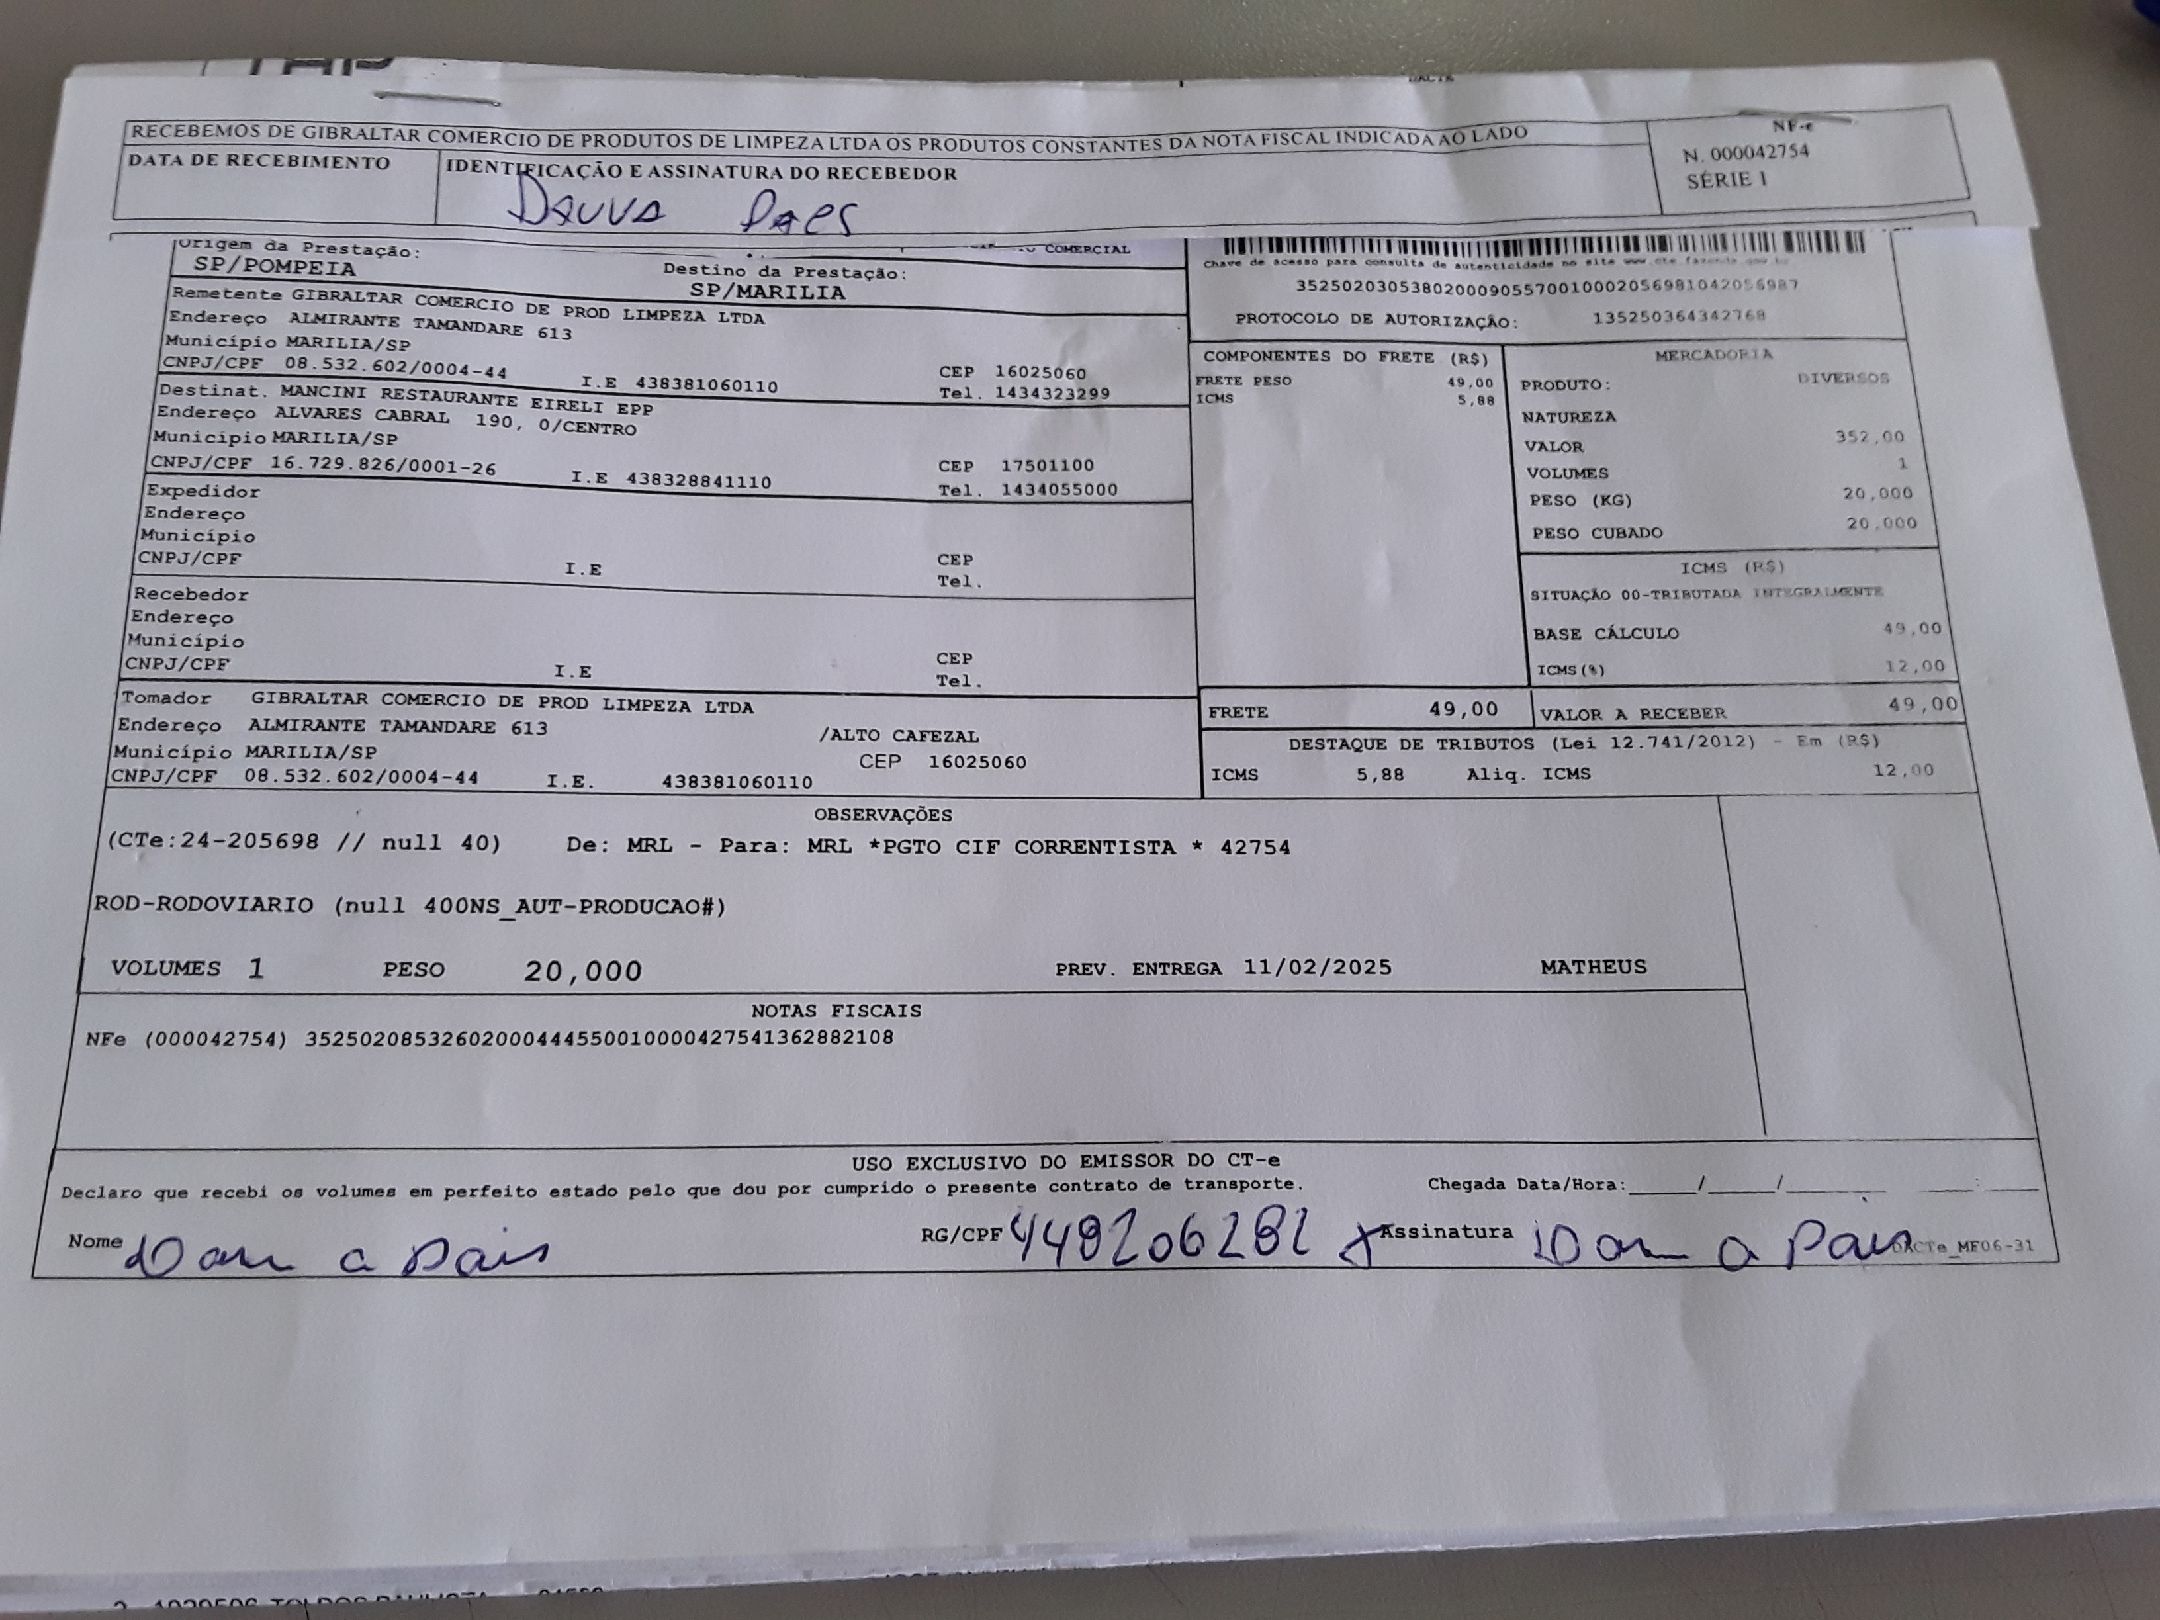 DACTE
RECEBEMOS DE GIBRALTAR COMERCIO DE PRODUTOS DE LIMPEZA LTDA OS PRODUTOS CONSTANTES DA NOTA FISCAL INDICADA AO LADO
NF-e
N. 000042754
SÉRIE 1
DATA DE RECEBIMENTO
IDENTIFICAÇÃO E ASSINATURA DO RECEBEDOR
Paes
COMERCIAL
Origem da Prestação:
SP/POMPEIA
Destino da Prestação:
SP/MARILIA
Chave de acesso para consulta de autenticidade no site www.cte.fazenda.gov.br
35250203053802000905570010002056981042056987
PROTOCOLO DE AUTORIZAÇÃO: 135250364342768
Remetente GIBRALTAR COMERCIO DE PROD LIMPEZA LTDA
Endereço ALMIRANTE TAMANDARE 613
Município MARILIA/SP
CEP 16025060
CNPJ/CPF 08.532.602/0004-44 I.E 438381060110 Tel. 1434323299
Destinat. MANCINI RESTAURANTE EIRELI EPP
Endereço ALVARES CABRAL 190, 0/CENTRO
Município MARILIA/SP CEP 17501100
CNPJ/CPF 16.729.826/0001-26 I.E 438328841110 Tel. 1434055000
Expedidor
Endereço
Município CEP
CNPJ/CPF I.E Tel.
Recebedor
Endereço
Município CEP
CNPJ/CPF I.E Tel.
Tomador GIBRALTAR COMERCIO DE PROD LIMPEZA LTDA
Endereço ALMIRANTE TAMANDARE 613 /ALTO CAFEZAL
Município MARILIA/SP CEP 16025060
CNPJ/CPF 08.532.602/0004-44 I.E. 438381060110
COMPONENTES DO FRETE (R$)
FRETE PESO 49,00
ICMS 5,88
MERCADORIA
PRODUTO: DIVERSOS
NATUREZA
VALOR 352,00
VOLUMES 1
PESO (KG) 20,000
PESO CUBADO 20,000
ICMS (R$)
SITUAÇÃO 00-TRIBUTADA INTEGRALMENTE
BASE CÁLCULO 49,00
ICMS(%) 12,00
FRETE 49,00 VALOR A RECEBER 49,00
DESTAQUE DE TRIBUTOS (Lei 12.741/2012) - Em (R$)
ICMS 5,88 Aliq. ICMS 12,00
OBSERVAÇÕES
(CTe:24-205698 // null 40) De: MRL - Para: MRL *PGTO CIF CORRENTISTA * 42754
ROD-RODOVIARIO (null 400NS_AUT-PRODUCAO#)
VOLUMES 1 PESO 20,000 PREV. ENTREGA 11/02/2025 MATHEUS
NOTAS FISCAIS
NFe (000042754) 35250208532602000444550010000427541362882108
USO EXCLUSIVO DO EMISSOR DO CT-e
Declaro que recebi os volumes em perfeito estado pelo que dou por cumprido o presente contrato de transporte. Chegada Data/Hora:_____/_____/_______ ____:____
Nome RG/CPF 448206282 Assinatura
DACTe_MF06-31